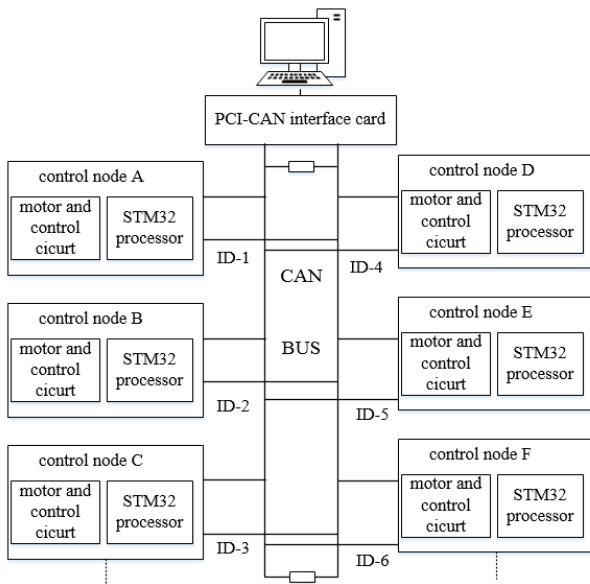 PCI-CAN interface card
control node A
motor and
control
cicurt
STM32
processor
ID-1
control node D
motor and
control
cicurt
STM32
processor
ID-4
CAN
BUS
control node B
motor and
control
cicurt
STM32
processor
ID-2
control node E
motor and
control
cicurt
STM32
processor
ID-5
control node C
motor and
control
cicurt
STM32
processor
ID-3
control node F
motor and
control
cicurt
STM32
processor
ID-6